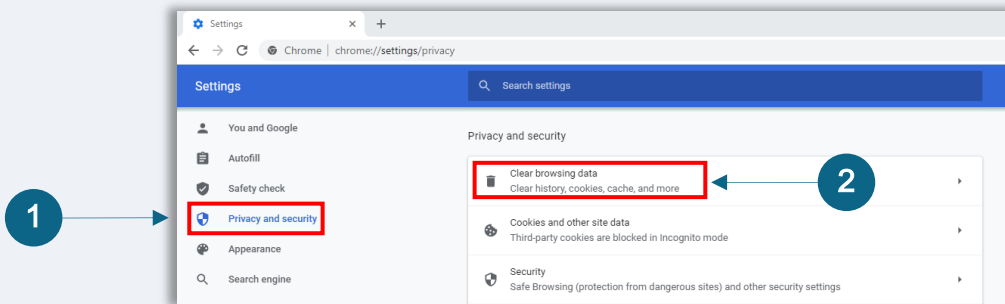 Settings
Chrome | chrome://settings/privacy
Settings
Search settings
You and Google
Autofill
Safety check
Privacy and security
Appearance
Search engine
Privacy and security
Clear browsing data
Clear history, cookies, cache, and more
Cookies and other site data
Third-party cookies are blocked in Incognito mode
Security
Safe Browsing (protection from dangerous sites) and other security settings
1
2